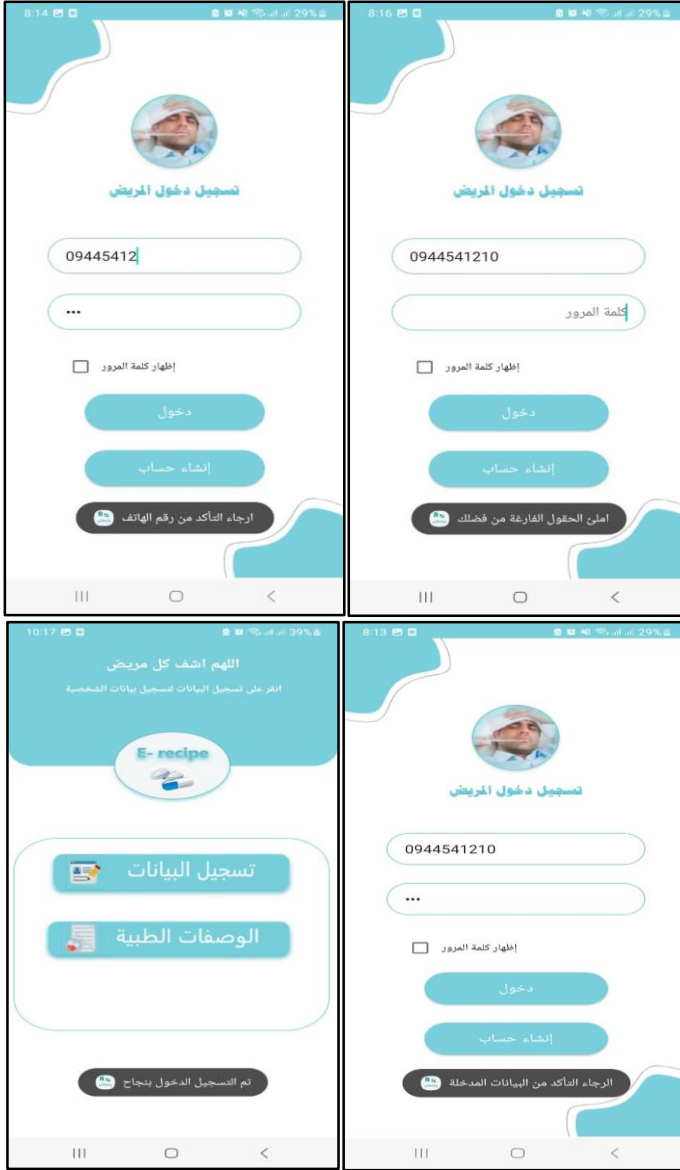 8:14
29%
تسجيل دخول المريض
09445412
•••
إظهار كلمة المرور
دخول
إنشاء حساب
ارجاء التأكد من رقم الهاتف
8:16
29%
تسجيل دخول المريض
0944541210
كلمة المرور
إظهار كلمة المرور
دخول
إنشاء حساب
املئ الحقول الفارغة من فضلك
10:17
39%
اللهم اشف كل مريض
انقر على تسجيل البيانات لتسجيل بيانات الشخصية
E- recipe
تسجيل البيانات
الوصفات الطبية
تم التسجيل الدخول بنجاح
8:13
29%
تسجيل دخول المريض
0944541210
•••
إظهار كلمة المرور
دخول
إنشاء حساب
الرجاء التأكد من البيانات المدخلة